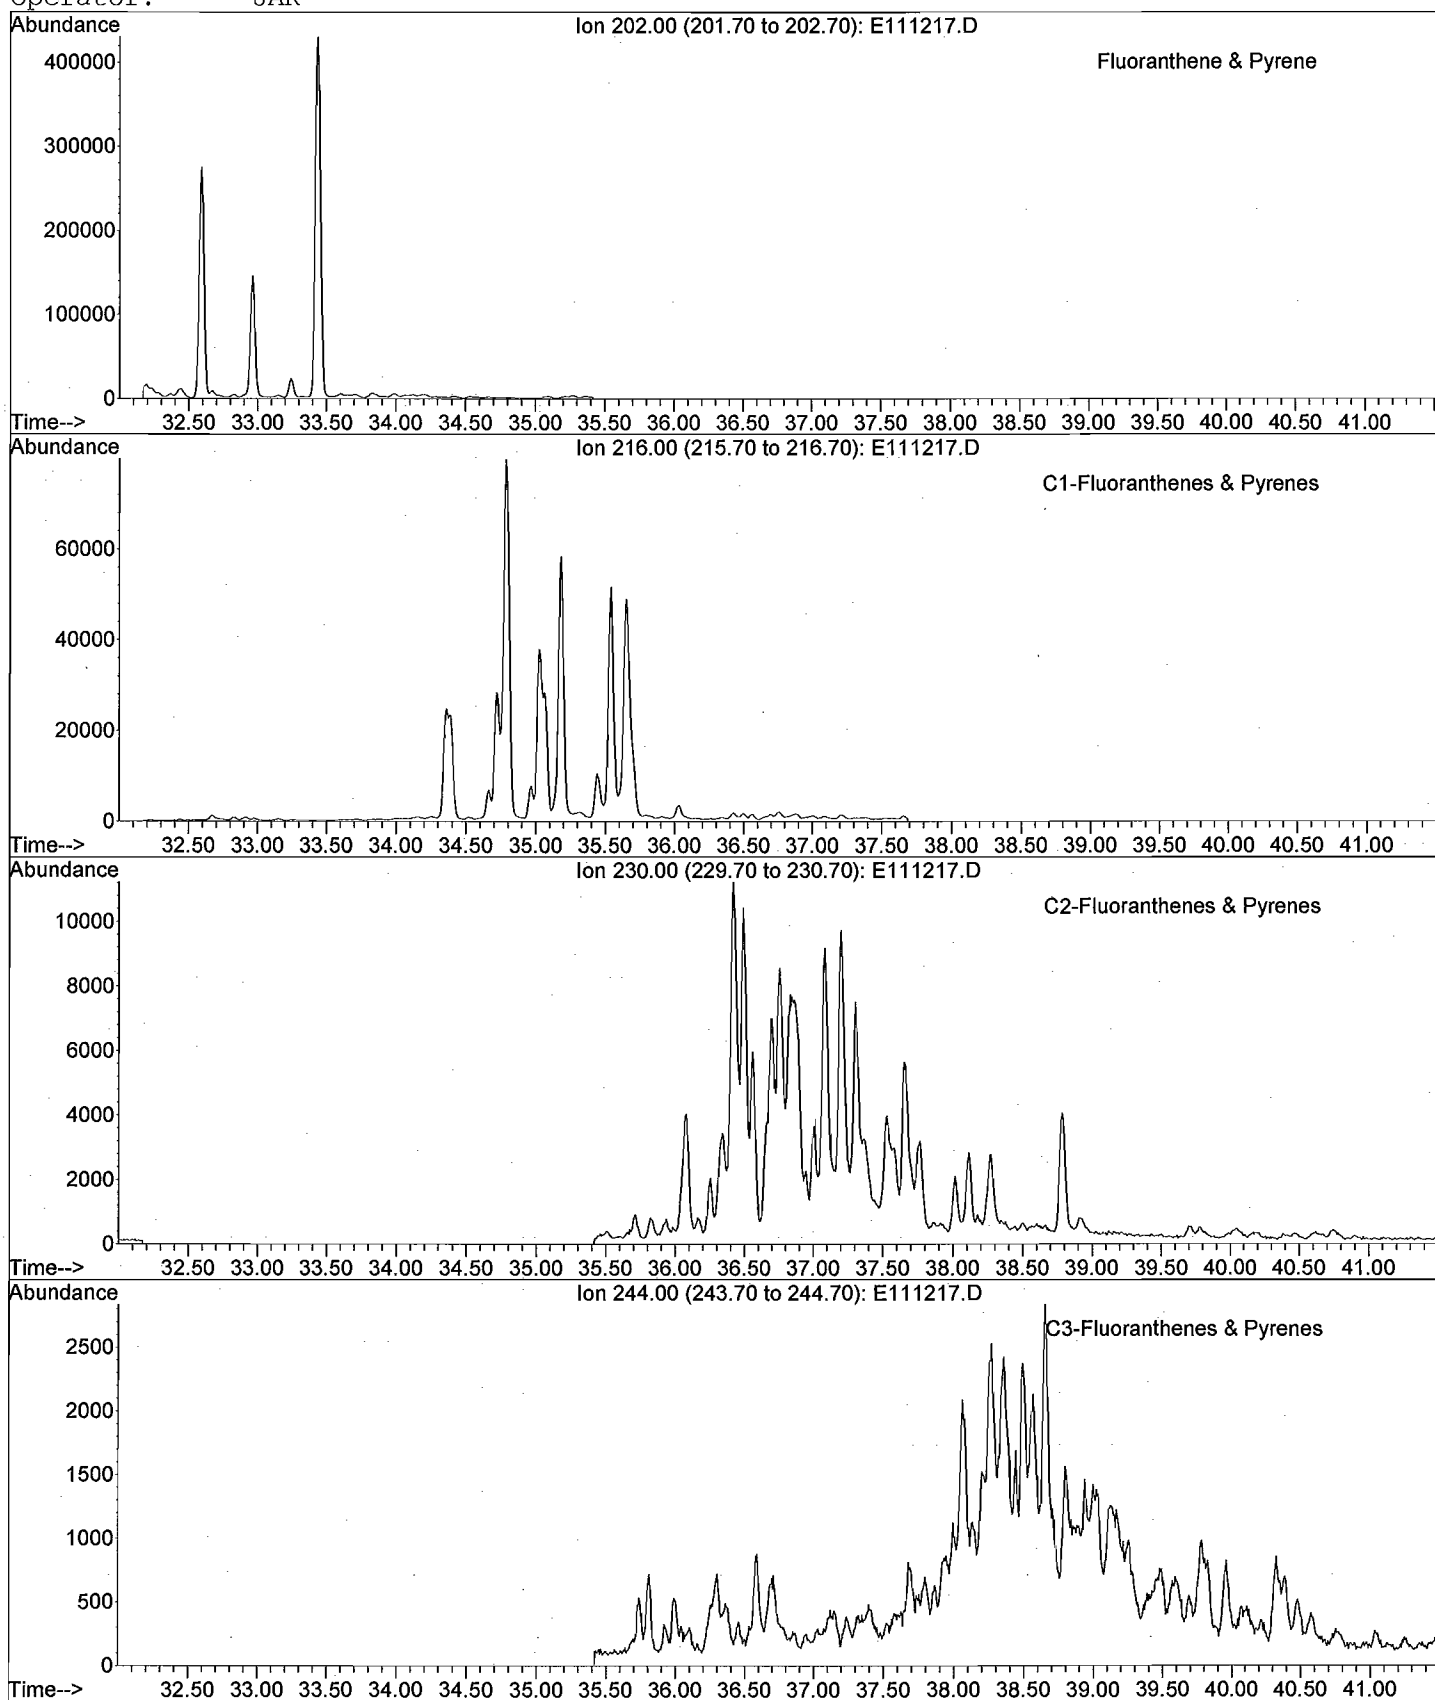 Operator: SAR
Abundance
Ion 202.00 (201.70 to 202.70): E111217.D
Fluoranthene & Pyrene
400000
300000
200000
100000
0
Time--> 32.50 33.00 33.50 34.00 34.50 35.00 35.50 36.00 36.50 37.00 37.50 38.00 38.50 39.00 39.50 40.00 40.50 41.00
Abundance
Ion 216.00 (215.70 to 216.70): E111217.D
C1-Fluoranthenes & Pyrenes
60000
40000
20000
0
Time--> 32.50 33.00 33.50 34.00 34.50 35.00 35.50 36.00 36.50 37.00 37.50 38.00 38.50 39.00 39.50 40.00 40.50 41.00
Abundance
Ion 230.00 (229.70 to 230.70): E111217.D
C2-Fluoranthenes & Pyrenes
10000
8000
6000
4000
2000
0
Time--> 32.50 33.00 33.50 34.00 34.50 35.00 35.50 36.00 36.50 37.00 37.50 38.00 38.50 39.00 39.50 40.00 40.50 41.00
Abundance
Ion 244.00 (243.70 to 244.70): E111217.D
C3-Fluoranthenes & Pyrenes
2500
2000
1500
1000
500
0
Time--> 32.50 33.00 33.50 34.00 34.50 35.00 35.50 36.00 36.50 37.00 37.50 38.00 38.50 39.00 39.50 40.00 40.50 41.00